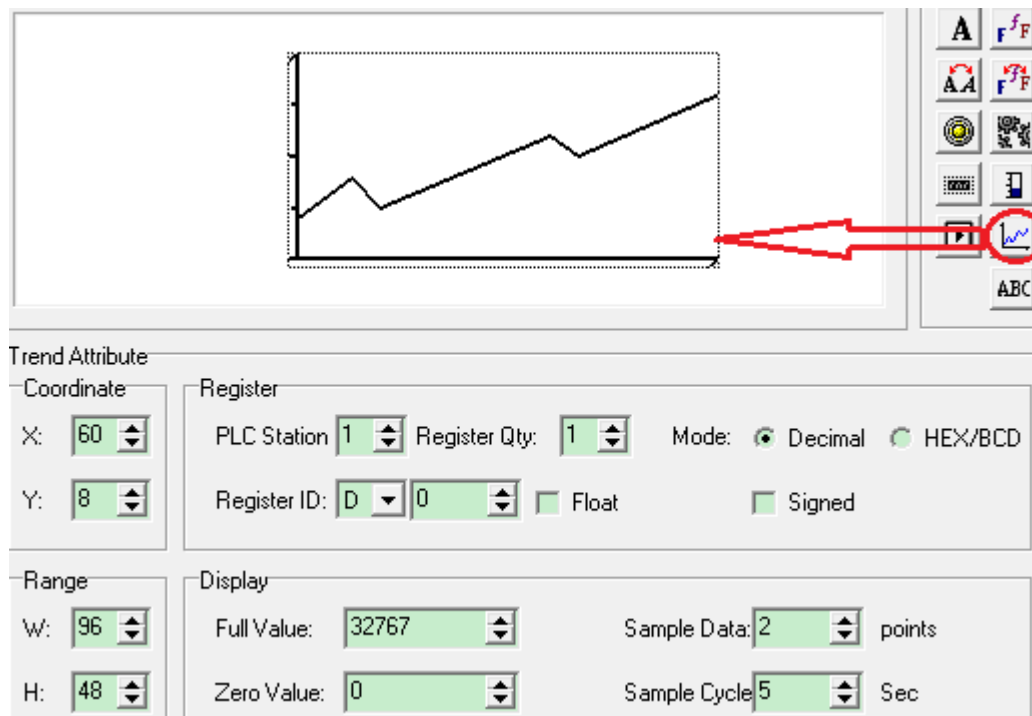 A F f F
A A F F
ABC
Trend Attribute
Coordinate
Register
X: 60 PLC Station 1 Register Qty: 1 Mode: Decimal HEX/BCD
Y: 8 Register ID: D 0 Float Signed
Range
Display
W: 96 Full Value: 32767 Sample Data: 2 points
H: 48 Zero Value: 0 Sample Cycle 5 Sec